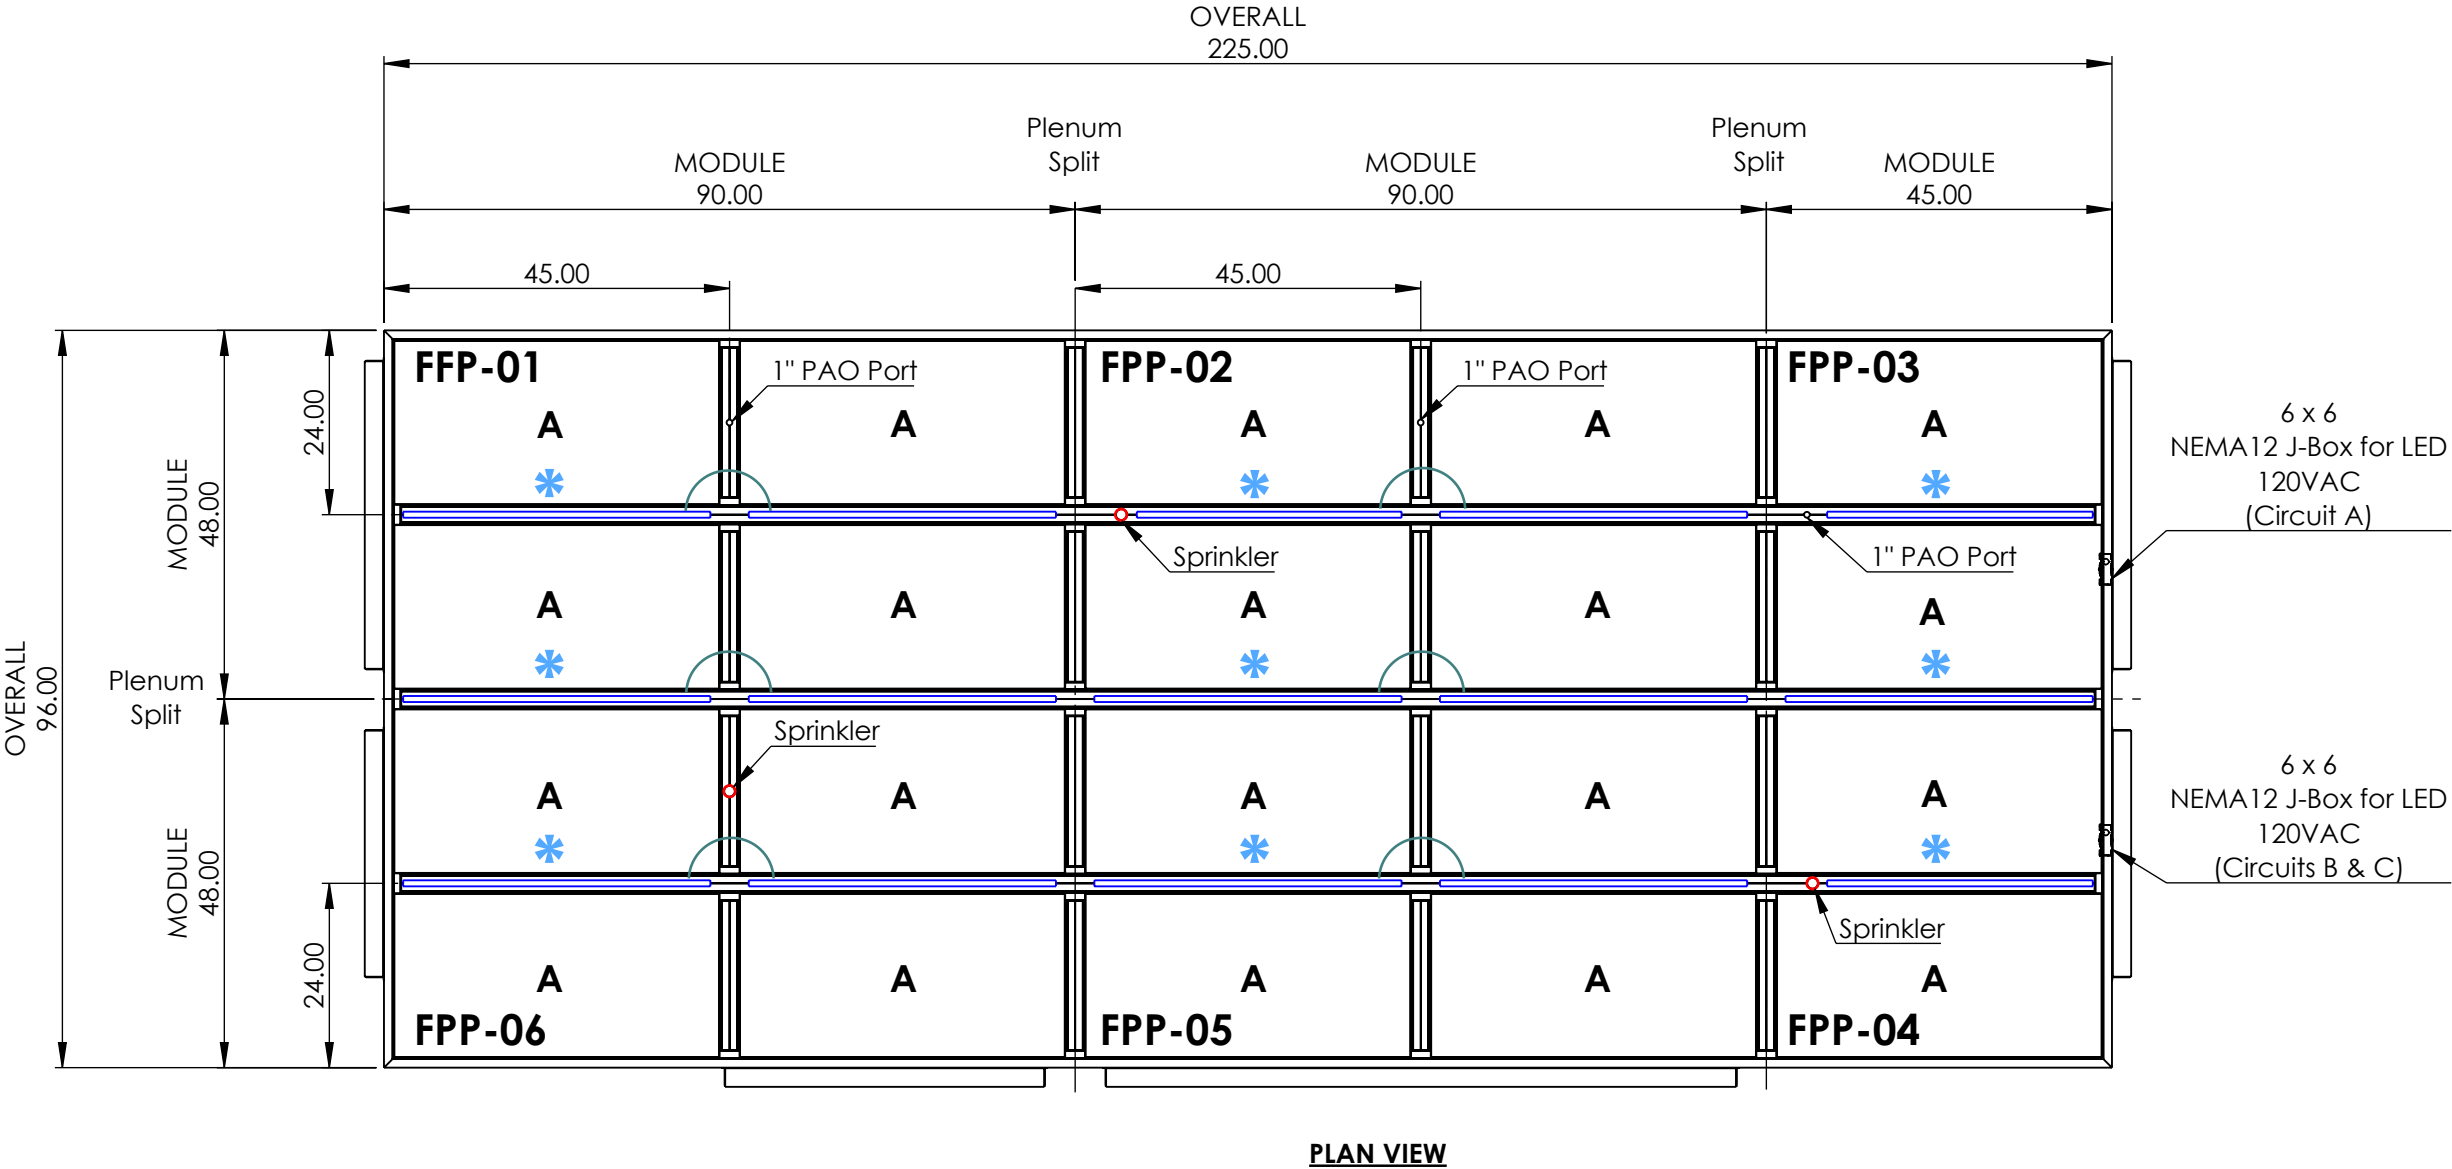 OVERALL
225.00
Plenum
Split
Plenum
Split
MODULE
90.00
MODULE
90.00
MODULE
45.00
45.00
45.00
OVERALL
96.00
MODULE
48.00
24.00
Plenum
Split
MODULE
48.00
24.00
FFP-01
1" PAO Port
FPP-02
1" PAO Port
FPP-03
A
A
A
A
A
6 x 6
NEMA12 J-Box for LED
120VAC
(Circuit A)
Sprinkler
1" PAO Port
A
A
A
A
A
Sprinkler
A
A
A
A
A
6 x 6
NEMA12 J-Box for LED
120VAC
(Circuits B & C)
Sprinkler
A
A
A
A
A
FPP-06
FPP-05
FPP-04
PLAN VIEW